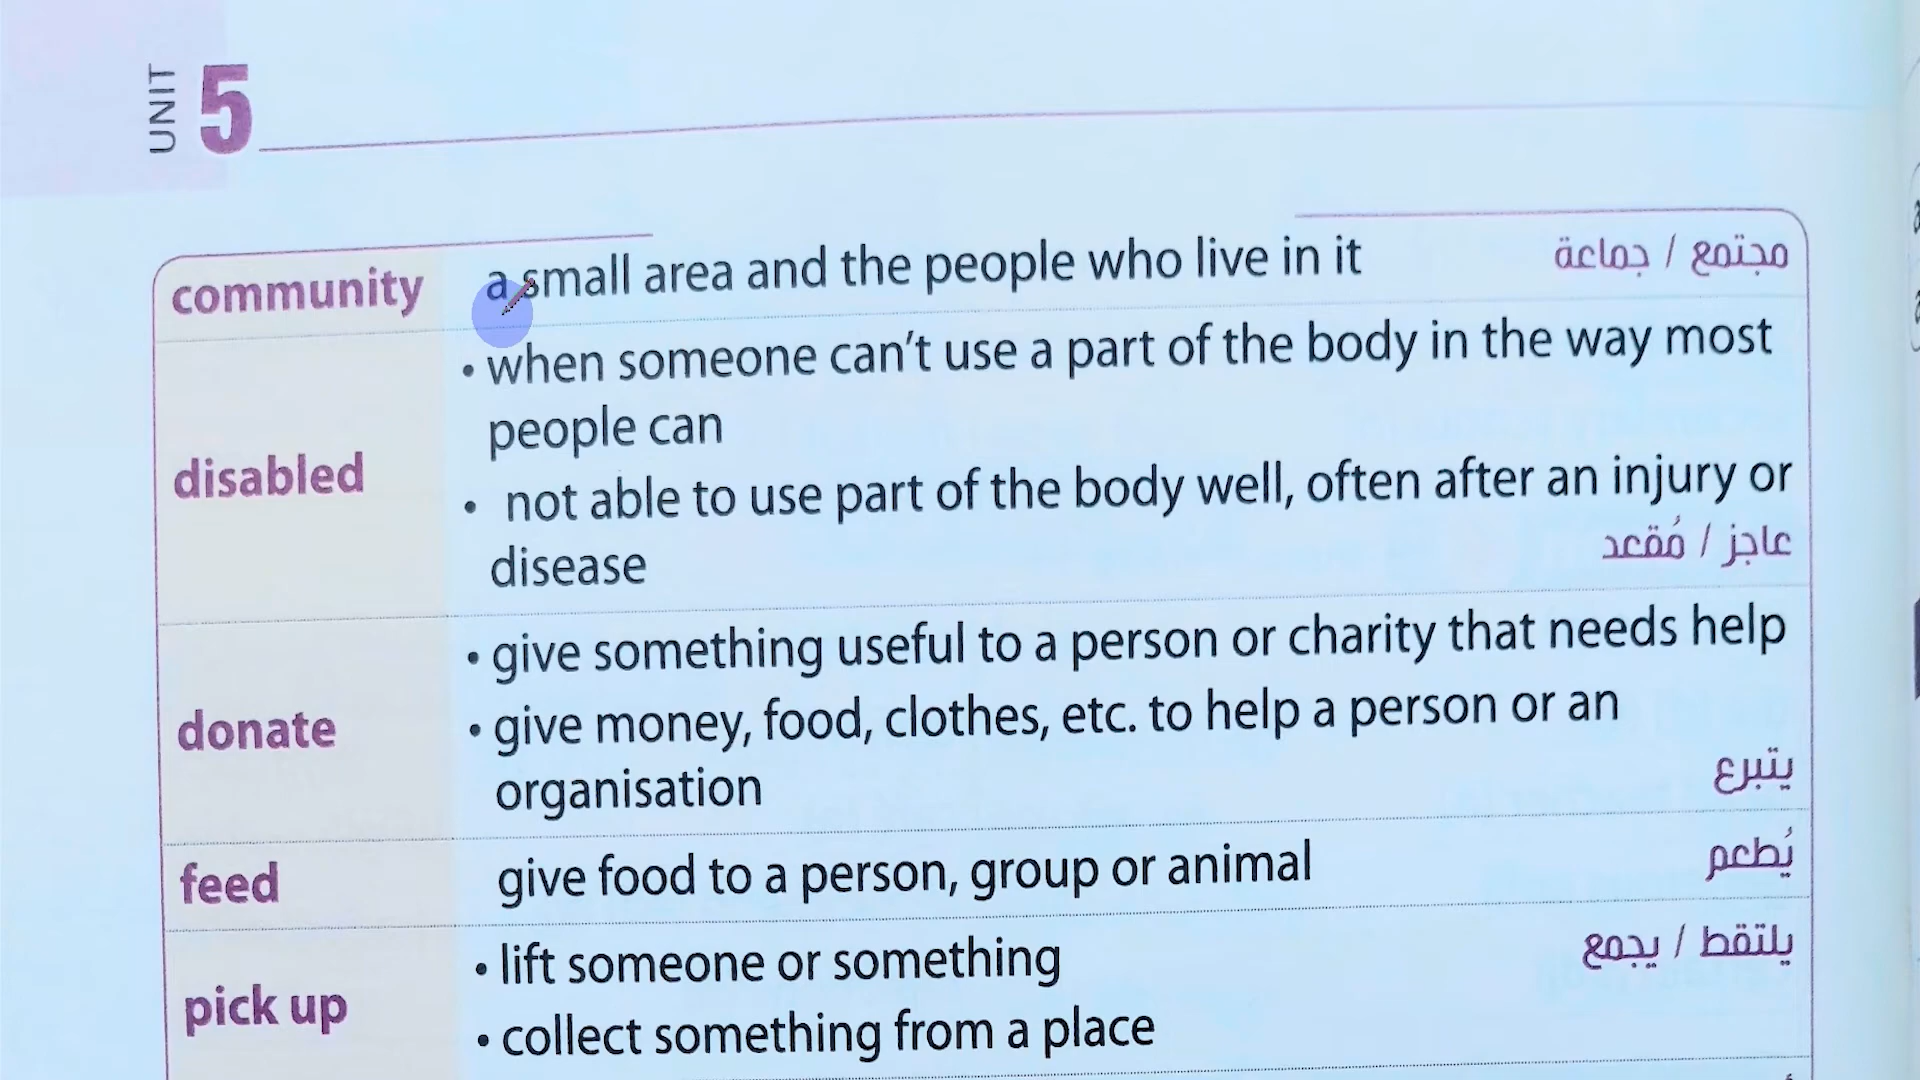 UNIT 5
community a small area and the people who live in it مجتمع / جماعة
• when someone can't use a part of the body in the way most
people can
disabled
• not able to use part of the body well, often after an injury or
disease عاجز / مُقعد
• give something useful to a person or charity that needs help
donate • give money, food, clothes, etc. to help a person or an
organisation يتبرع
feed give food to a person, group or animal يُطعم
• lift someone or something يلتقط / يجمع
pick up
• collect something from a place